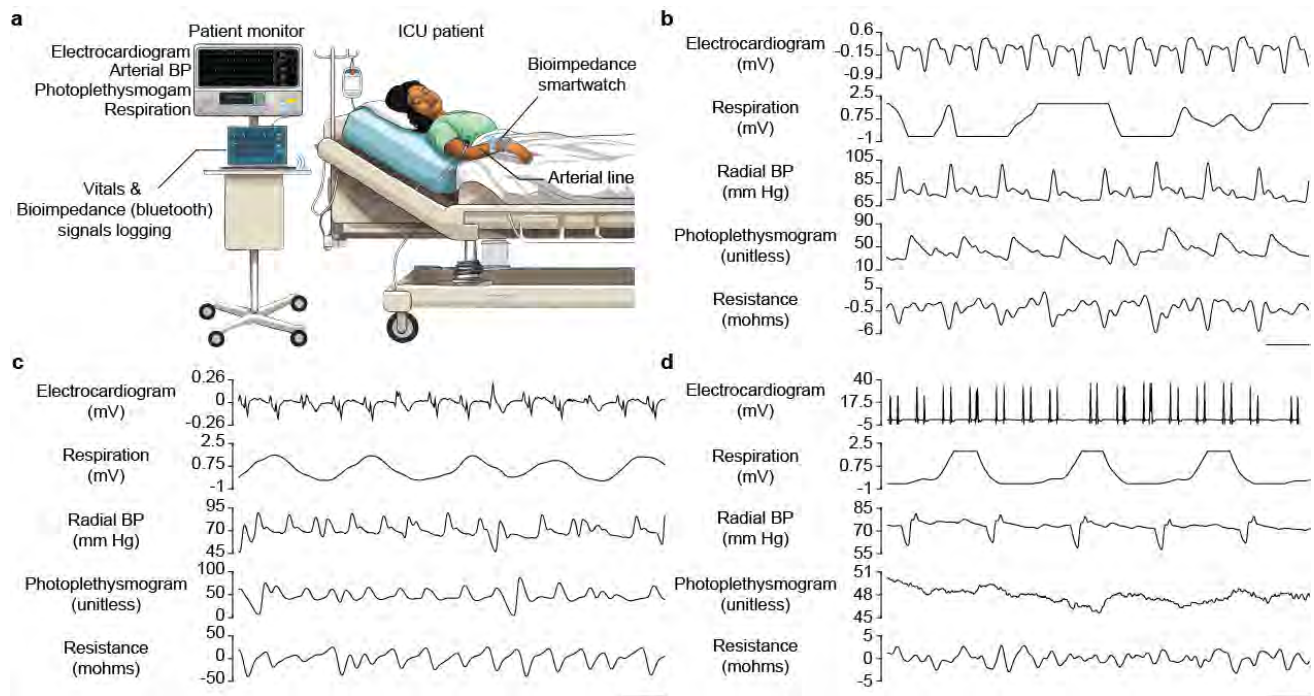 a
Patient monitor
ICU patient
Electrocardiogram
Arterial BP
Photoplethysmogam
Respiration
Bioimpedance
smartwatch
Arterial line
Vitals &
Bioimpedance (bluetooth)
signals logging
b
Electrocardiogram
(mV)
0.6
-0.15
-0.9
Respiration
(mV)
2.5
0.75
-1
Radial BP
(mm Hg)
105
85
65
Photoplethysmogram
(unitless)
90
50
10
Resistance
(mohms)
5
-0.5
-6
c
Electrocardiogram
(mV)
0.26
0
-0.26
Respiration
(mV)
2.5
0.75
-1
Radial BP
(mm Hg)
95
70
45
Photoplethysmogram
(unitless)
100
50
0
Resistance
(mohms)
50
0
-50
d
Electrocardiogram
(mV)
40
17.5
-5
Respiration
(mV)
2.5
0.75
-1
Radial BP
(mm Hg)
85
70
55
Photoplethysmogram
(unitless)
51
48
45
Resistance
(mohms)
5
0
-5